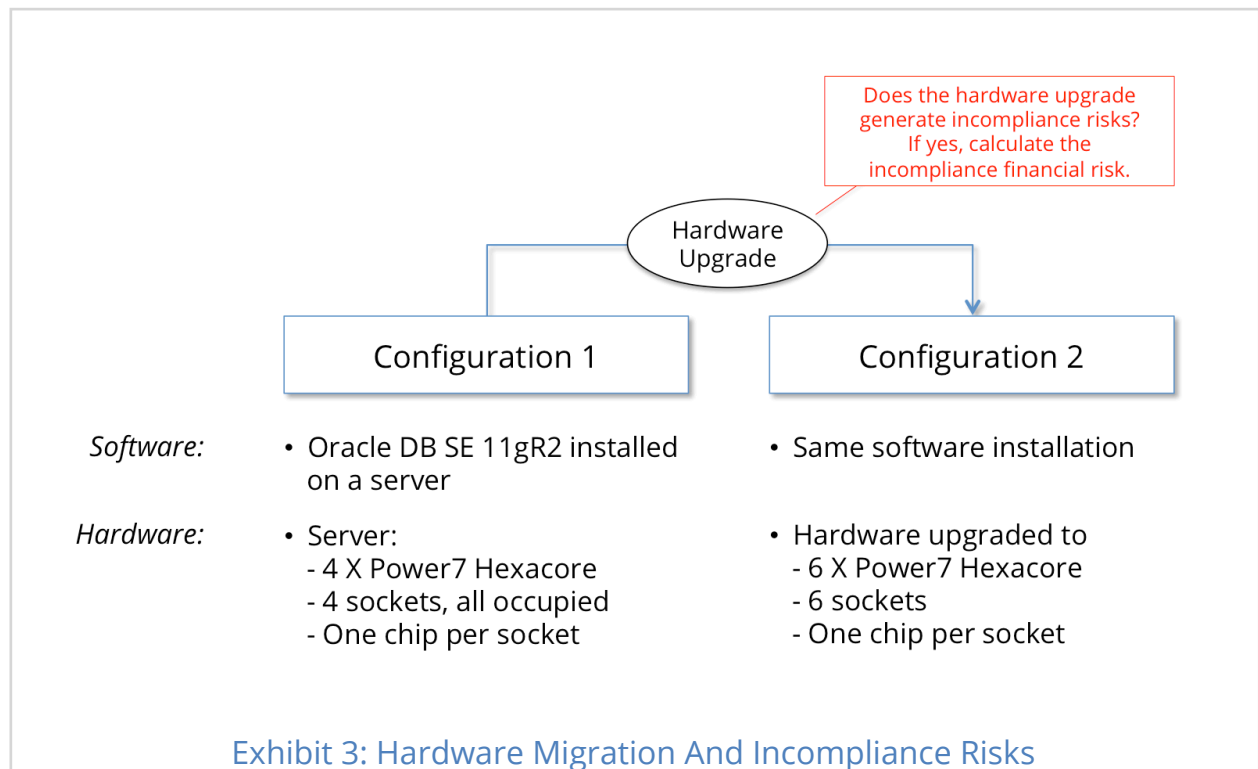 Does the hardware upgrade
generate incompliance risks?
If yes, calculate the
incompliance financial risk.
Hardware
Upgrade
Configuration 1
Configuration 2
Software:
• Oracle DB SE 11gR2 installed
on a server
• Same software installation
Hardware:
• Server:
- 4 X Power7 Hexacore
- 4 sockets, all occupied
- One chip per socket
• Hardware upgraded to
- 6 X Power7 Hexacore
- 6 sockets
- One chip per socket
Exhibit 3: Hardware Migration And Incompliance Risks